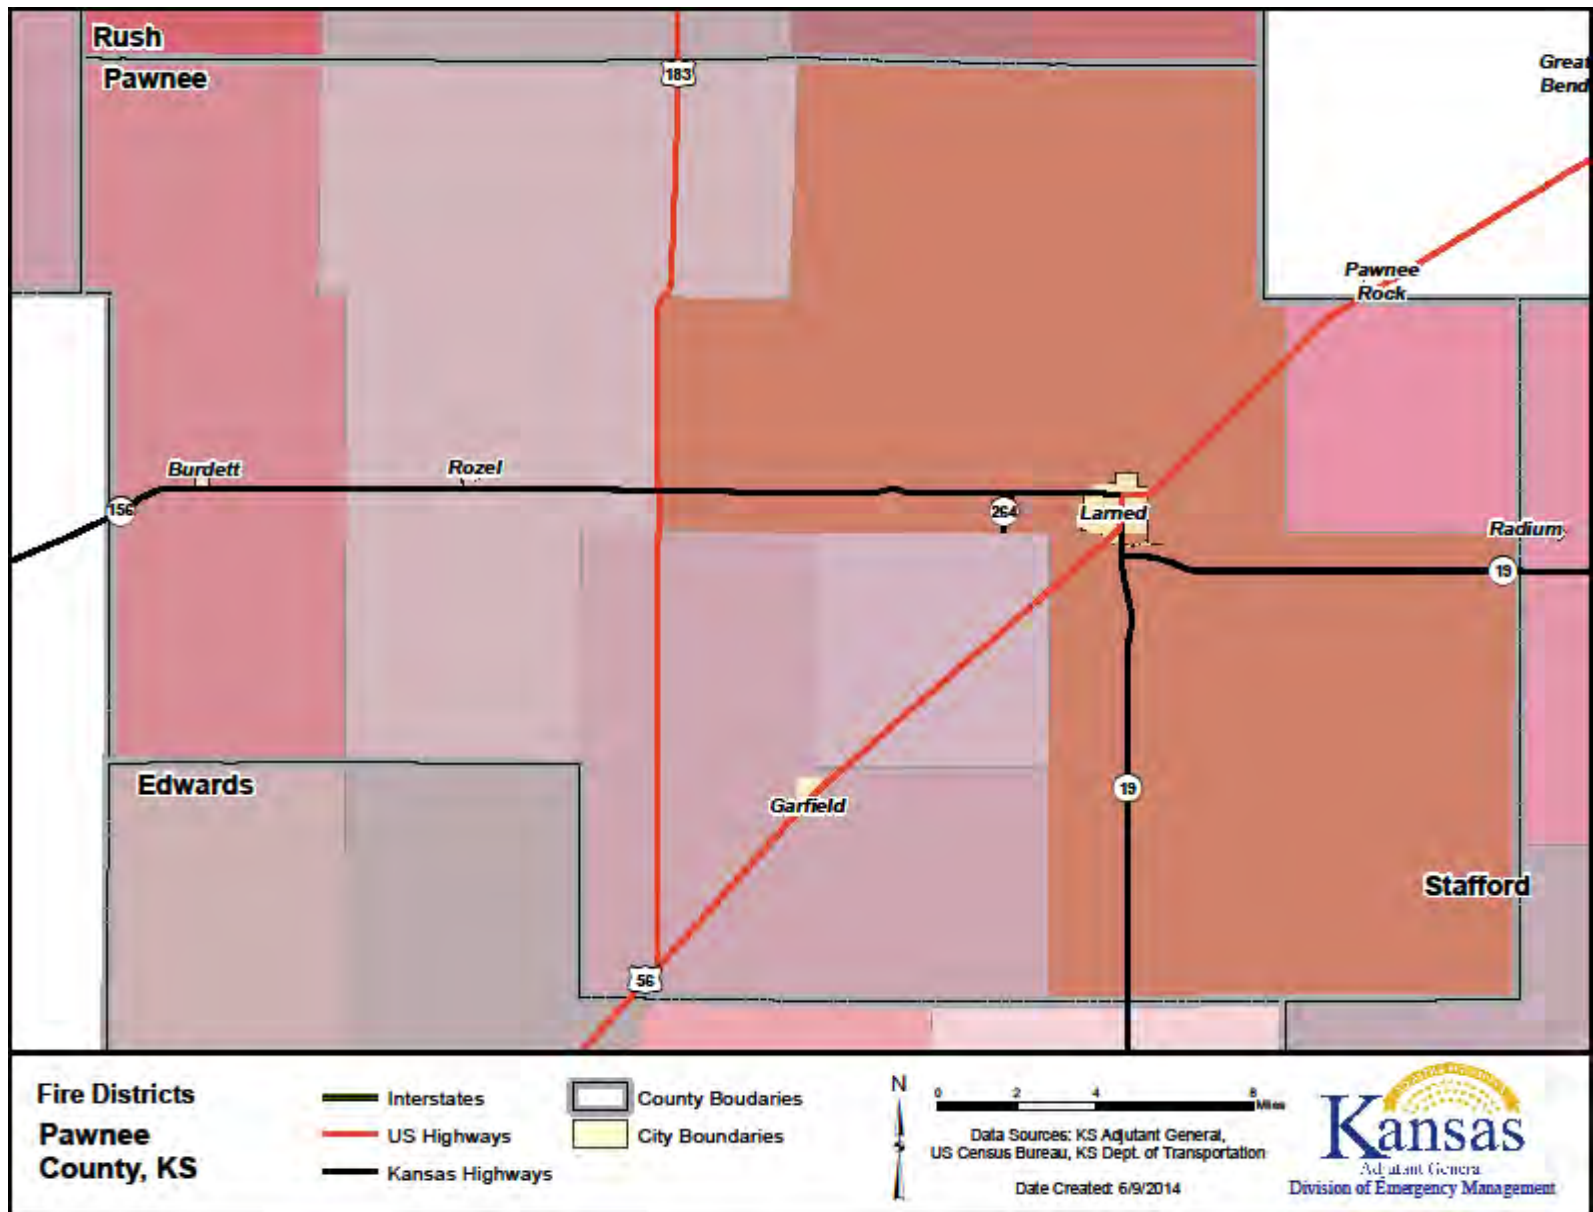 Rush
Pawnee
183
Great
Bend
Pawnee
Rock
Burdett
Rozel
156
264
Larned
Radium
19
Edwards
Garfield
19
Stafford
56
Fire Districts
Pawnee
County, KS
Interstates
US Highways
Kansas Highways
County Boudaries
City Boundaries
N
0 2 4 8
Miles
Data Sources: KS Adjutant General,
US Census Bureau, KS Dept. of Transportation
Date Created: 6/9/2014
Kansas
Adjutant General
Division of Emergency Management